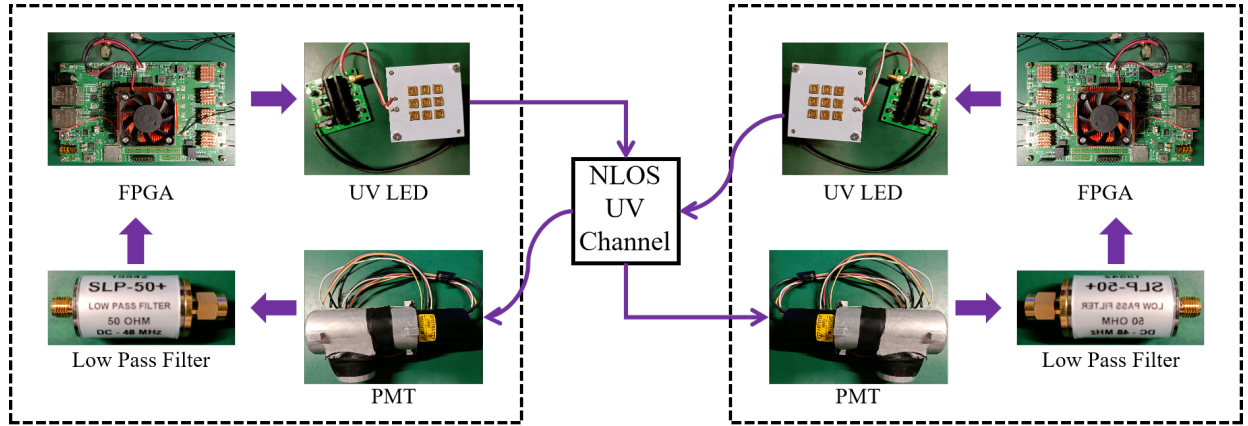 FPGA
UV LED
SLP-50+
LOW PASS FILTER
50 OHM
DC - 48 MHz
Low Pass Filter
PMT
NLOS
UV
Channel
UV LED
FPGA
PMT
SLP-50+
LOW PASS FILTER
50 OHM
DC - 48 MHz
Low Pass Filter